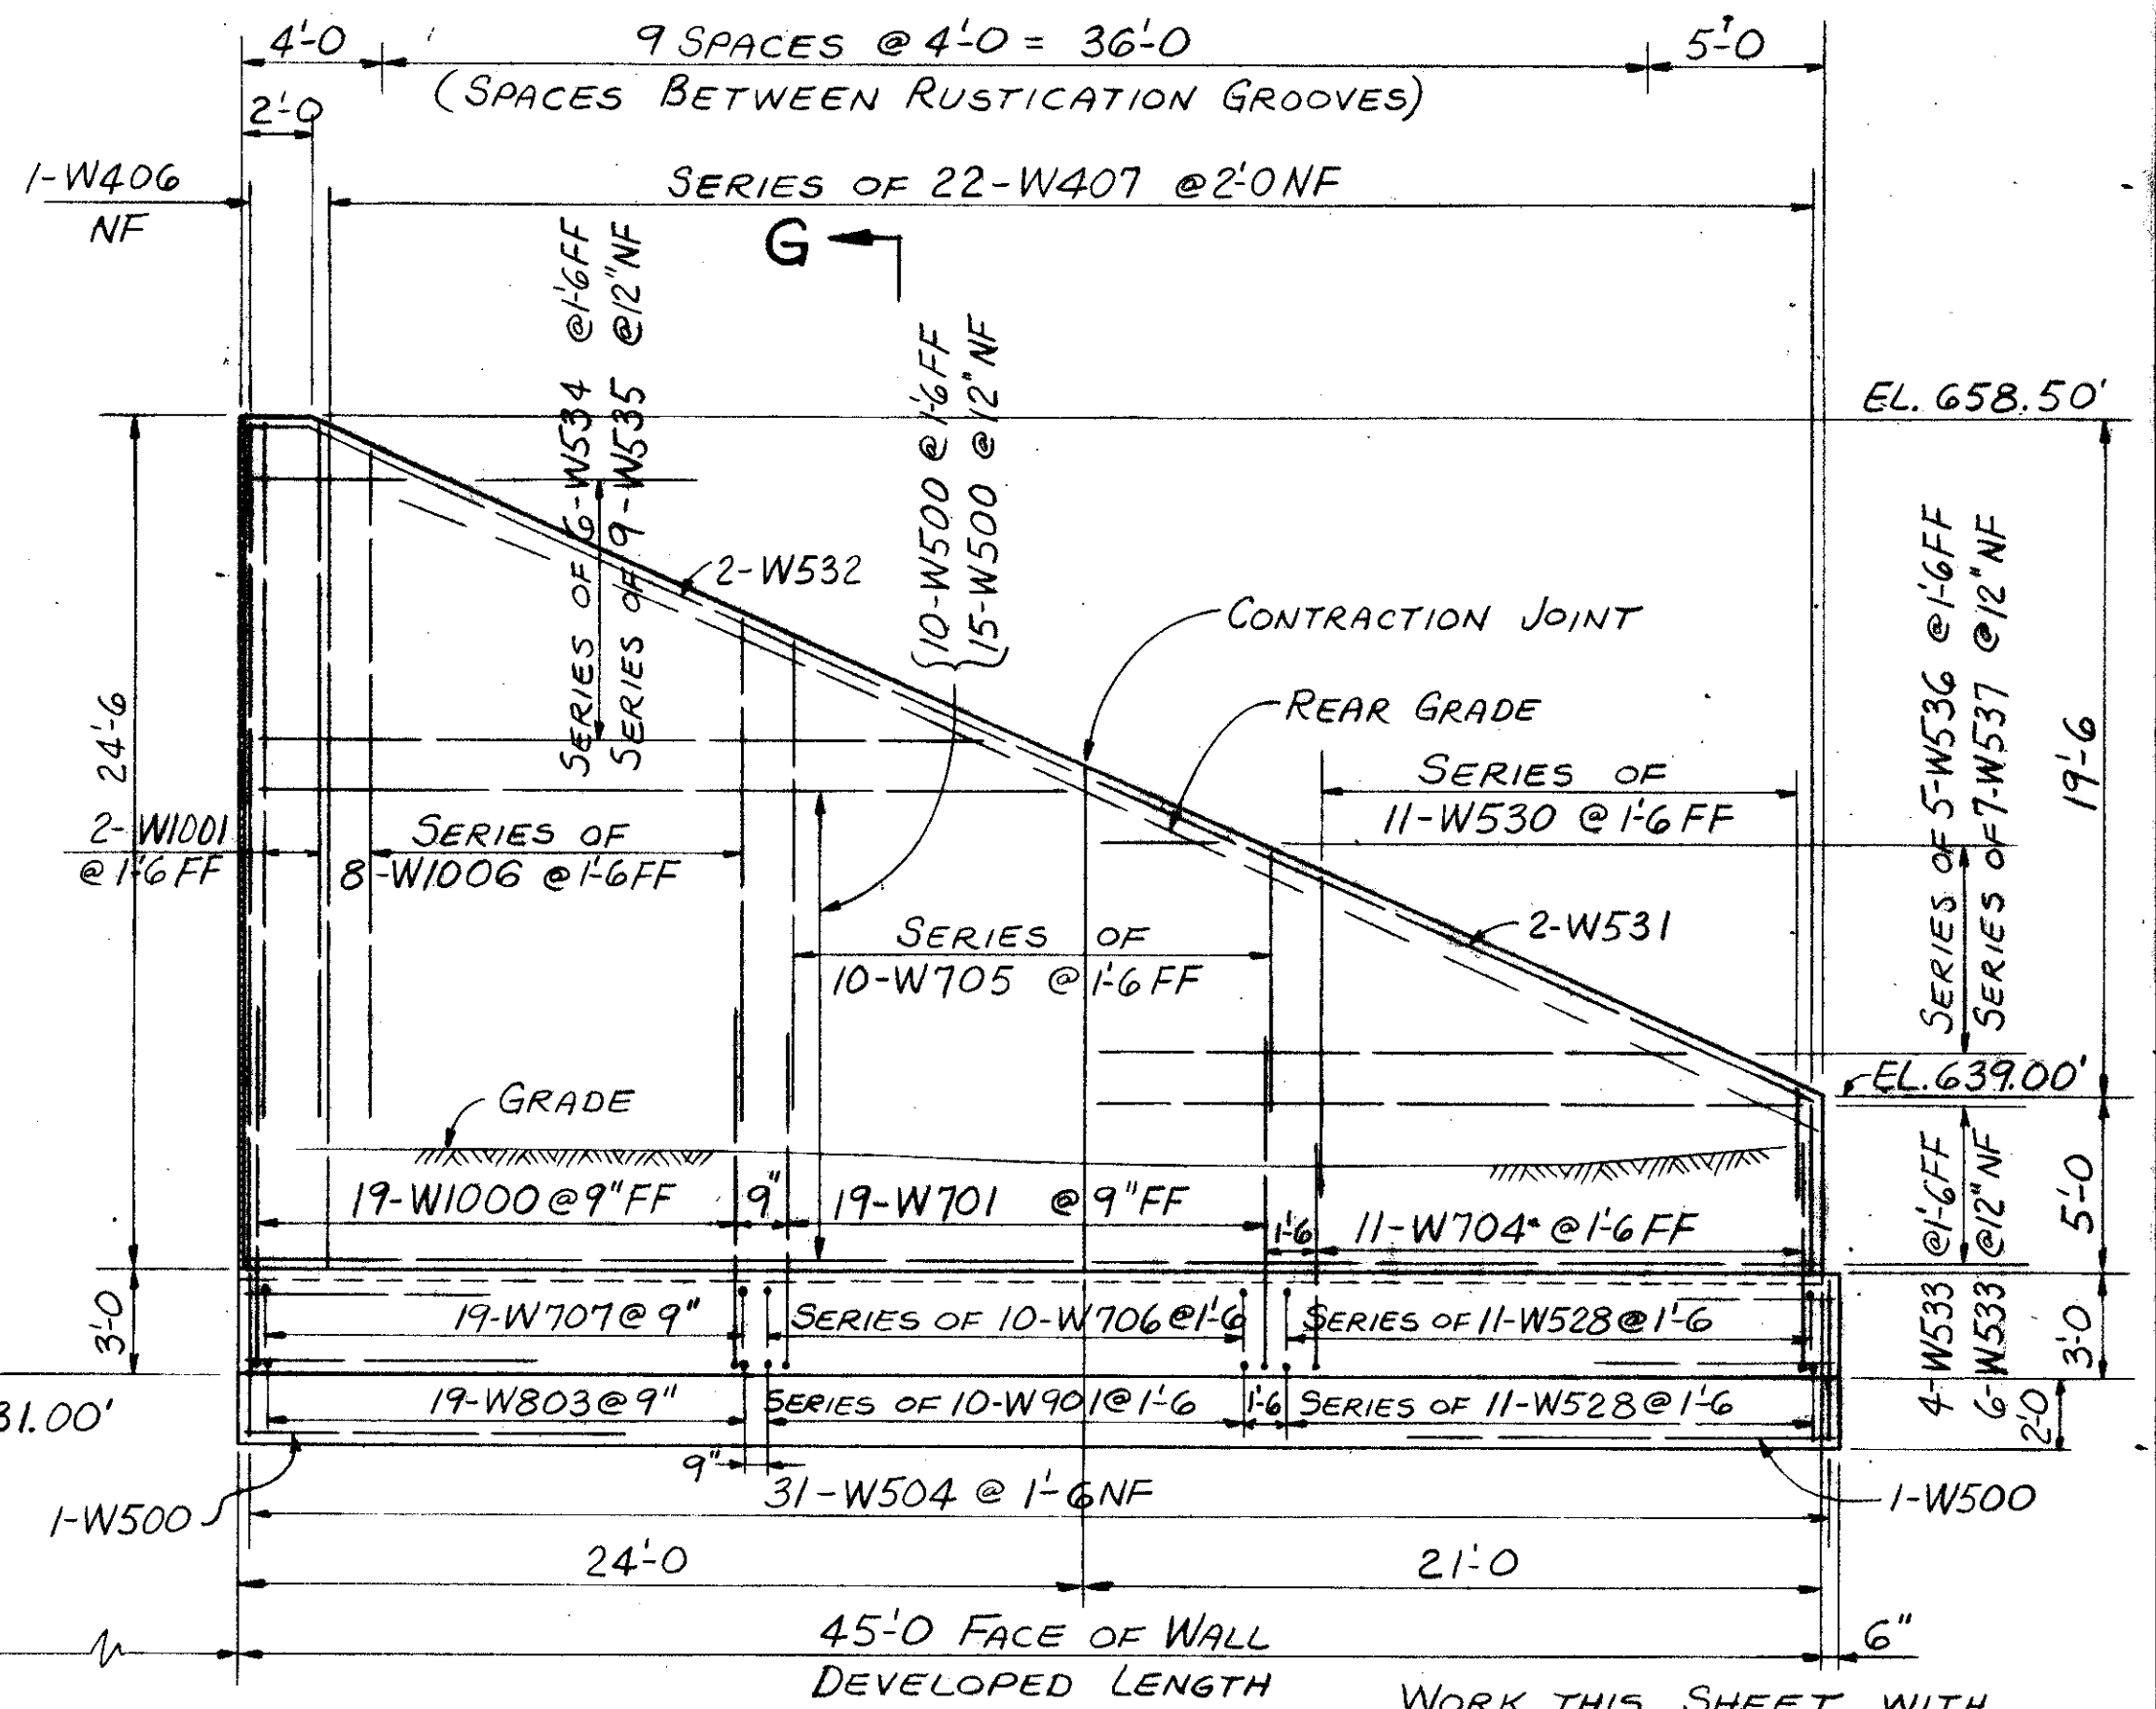 4'-0
9 SPACES @ 4'-0 = 36'-0
5'-0
(SPACES BETWEEN RUSTICATION GROOVES)
2'-0
1-W406
NF
SERIES OF 22-W407 @2'-0 NF
G
SERIES OF 6-W534 @1'-6FF
SERIES OF 9-W535 @12"NF
10-W500 @1'-6FF
15-W500 @12"NF
EL. 658.50'
2-W532
CONTRACTION JOINT
REAR GRADE
24'-6
19'-6
SERIES OF 5-W536 @1'-6FF
SERIES OF 7-W537 @12"NF
SERIES OF
11-W530 @ 1'-6 FF
2-W1001
@ 1'-6 FF
SERIES OF
8-W1006 @1'-6FF
2-W531
SERIES OF
10-W705 @1'-6 FF
EL. 639.00'
GRADE
19-W1000@9"FF
9"
19-W701 @ 9"FF
1'-6
11-W704 @1'-6 FF
5'-0
4-W533 @1'-6FF
6-W533 @12"NF
3'-0
19-W707@9"
SERIES OF 10-W706@1'-6
SERIES OF 11-W528@1'-6
3'-0
31.00'
19-W803@9"
SERIES OF 10-W901@1'-6
1'-6
SERIES OF 11-W528@1'-6
2'-0
9"
31-W504 @ 1'-6NF
1-W500
1-W500
24'-0
21'-0
45'-0 FACE OF WALL
DEVELOPED LENGTH
6"
WORK THIS SHEET WITH